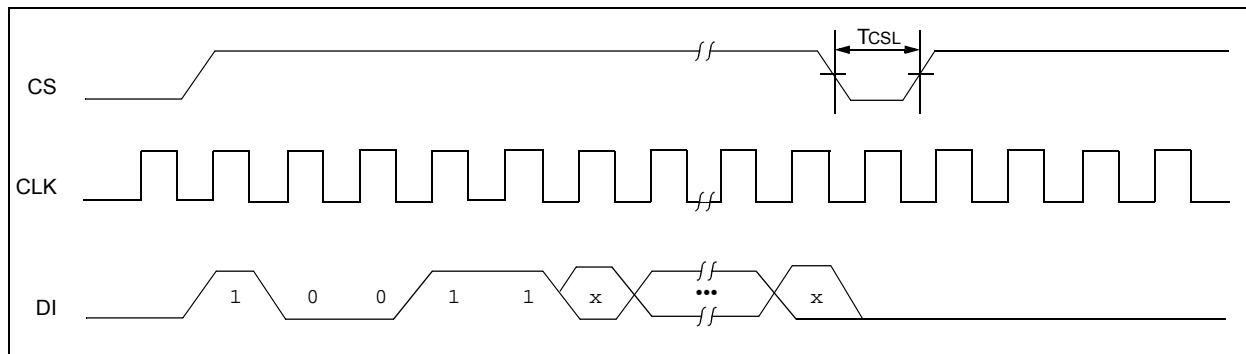 TCSL
CS
CLK
DI
1 0 0 1 1 x ••• x